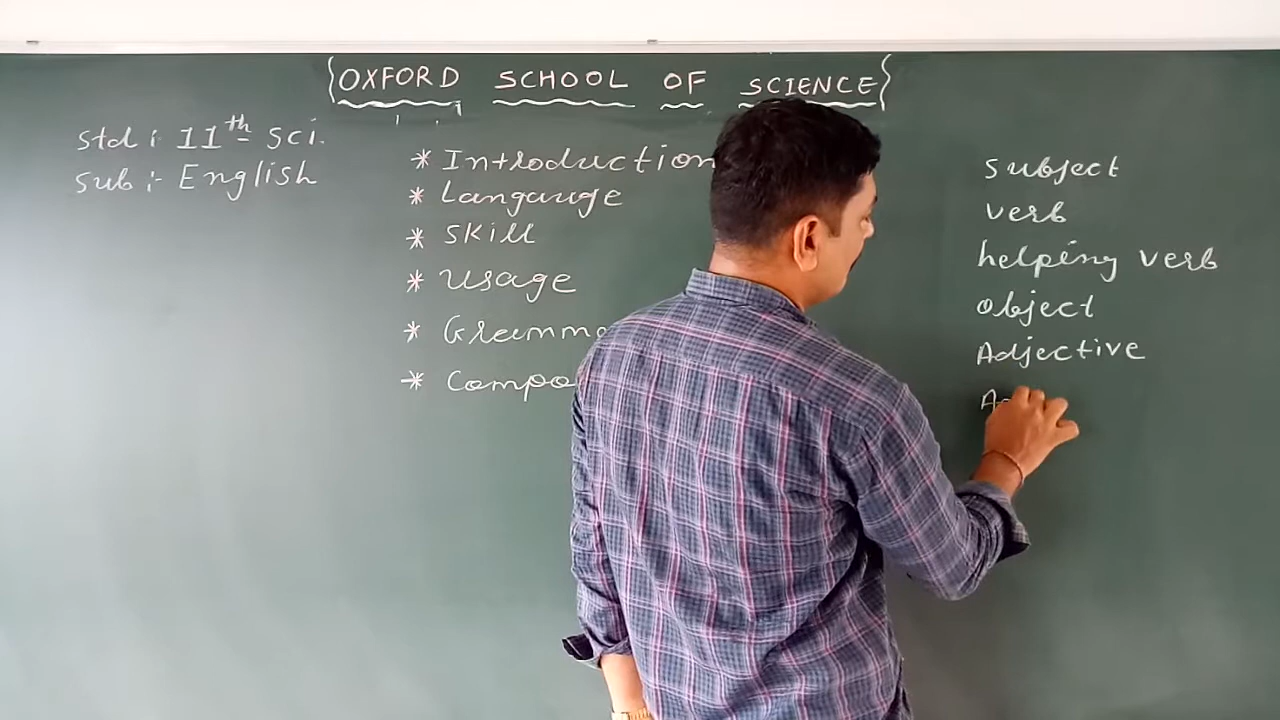 {OXFORD SCHOOL OF SCIENCE}
Std : 11th Sci.
Sub :- English
* Introduction
* Langauge
* Skill
* Usage
* Gramma
* Compo
Subject
Verb
helping verb
Object
Adjective